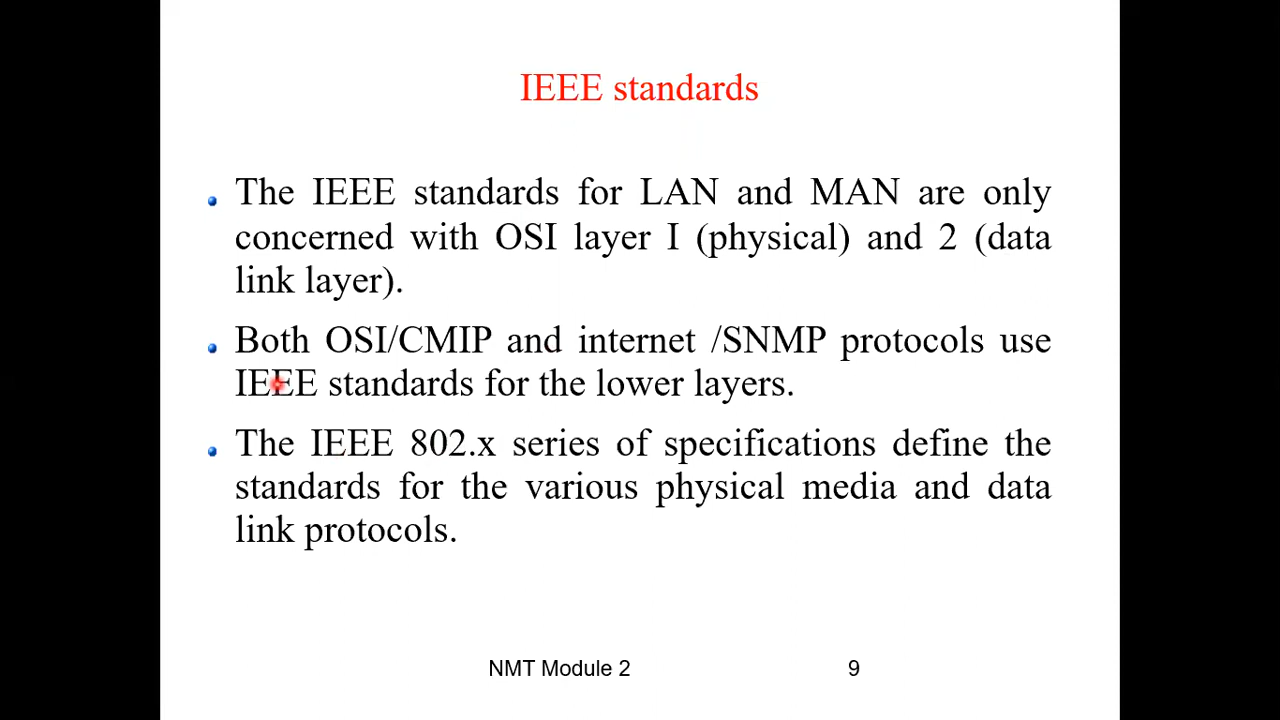 IEEE standards
The IEEE standards for LAN and MAN are only
concerned with OSI layer I (physical) and 2 (data
link layer).
Both OSI/CMIP and internet /SNMP protocols use
IEEE standards for the lower layers.
The IEEE 802.x series of specifications define the
standards for the various physical media and data
link protocols.
NMT Module 2
9